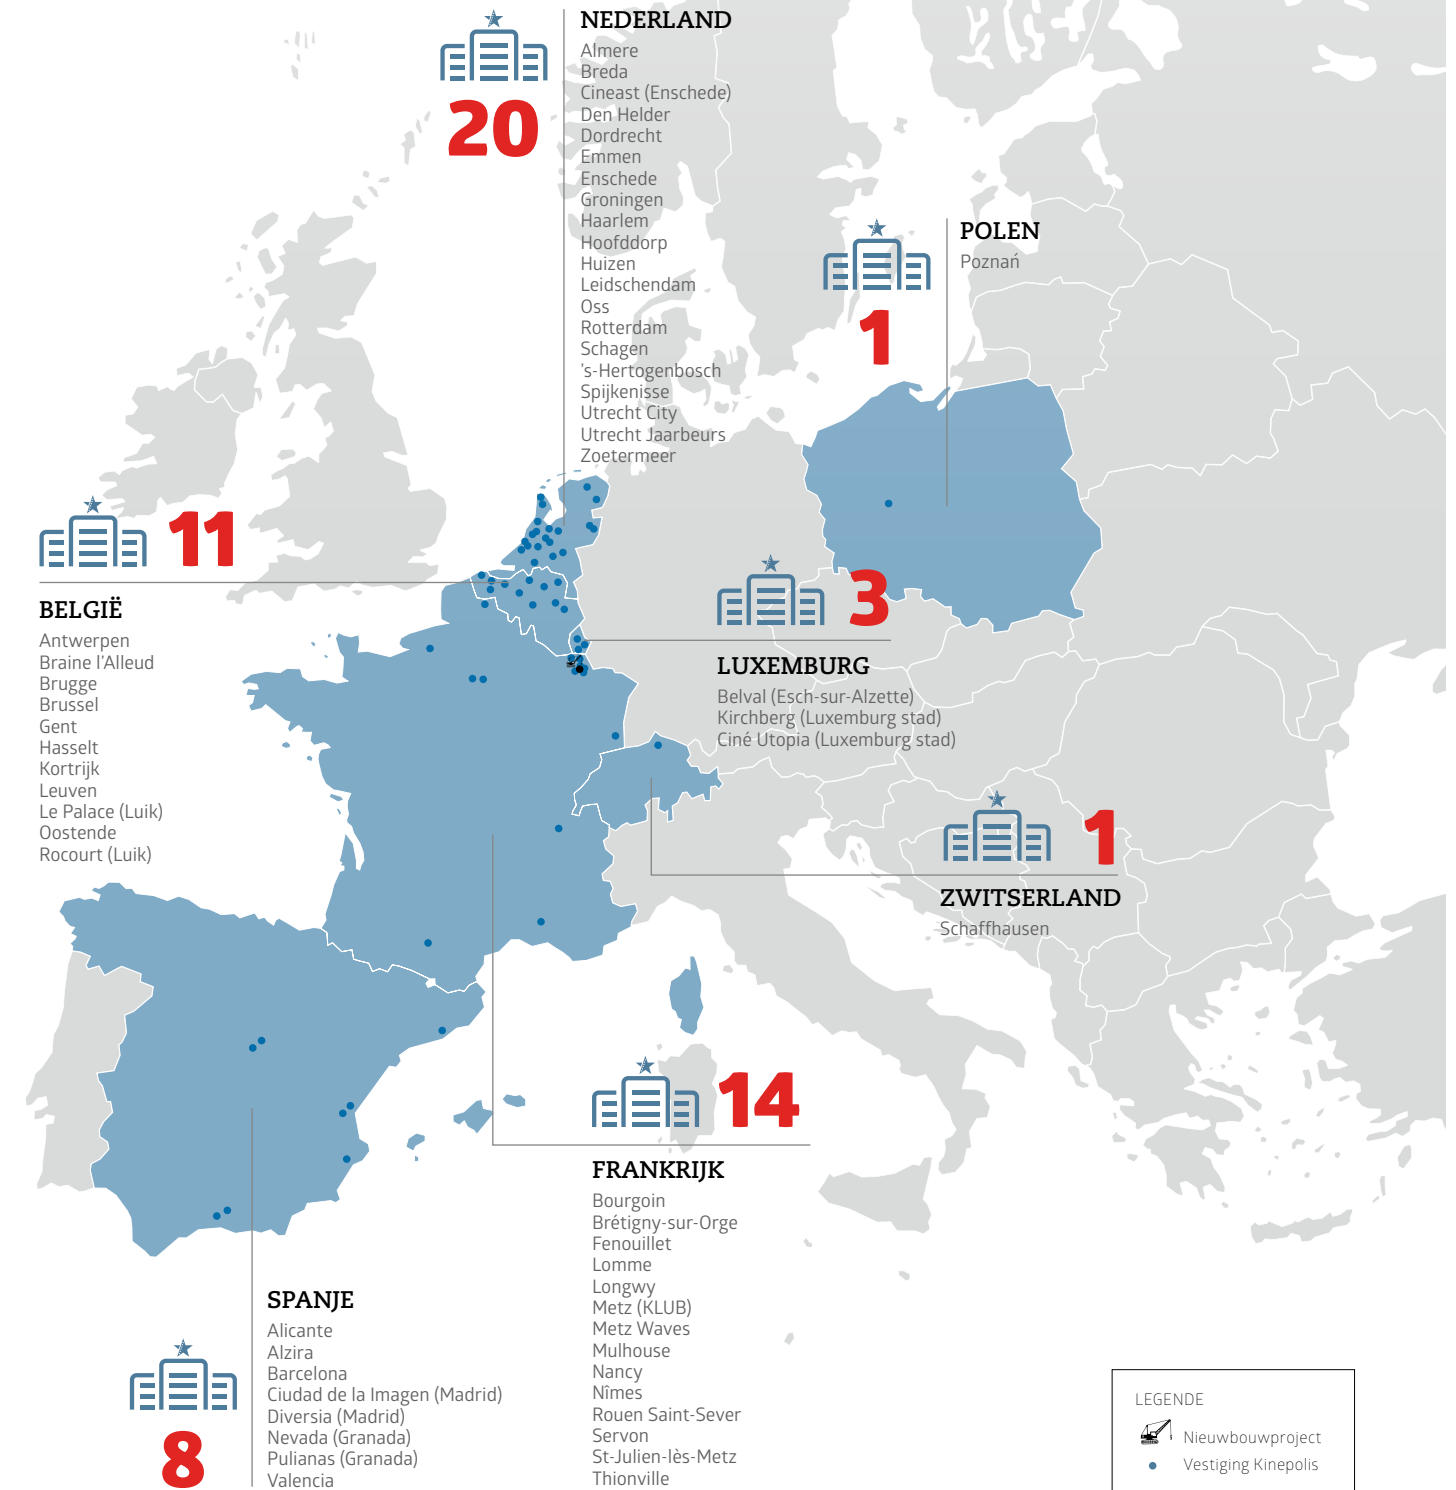 20
NEDERLAND
Almere
Breda
Cineast (Enschede)
Den Helder
Dordrecht
Emmen
Enschede
Groningen
Haarlem
Hoofddorp
Huizen
Leidschendam
Oss
Rotterdam
Schagen
's-Hertogenbosch
Spijkenisse
Utrecht City
Utrecht Jaarbeurs
Zoetermeer
1
POLEN
Poznań
11
BELGIË
Antwerpen
Braine l'Alleud
Brugge
Brussel
Gent
Hasselt
Kortrijk
Leuven
Le Palace (Luik)
Oostende
Rocourt (Luik)
3
LUXEMBURG
Belval (Esch-sur-Alzette)
Kirchberg (Luxemburg stad)
Ciné Utopia (Luxemburg stad)
1
ZWITSERLAND
Schaffhausen
14
FRANKRIJK
Bourgoin
Brétigny-sur-Orge
Fenouillet
Lomme
Longwy
Metz (KLUB)
Metz Waves
Mulhouse
Nancy
Nîmes
Rouen Saint-Sever
Servon
St-Julien-lès-Metz
Thionville
8
SPANJE
Alicante
Alzira
Barcelona
Ciudad de la Imagen (Madrid)
Diversia (Madrid)
Nevada (Granada)
Pulianas (Granada)
Valencia
LEGENDE
Nieuwbouwproject
Vestiging Kinepolis